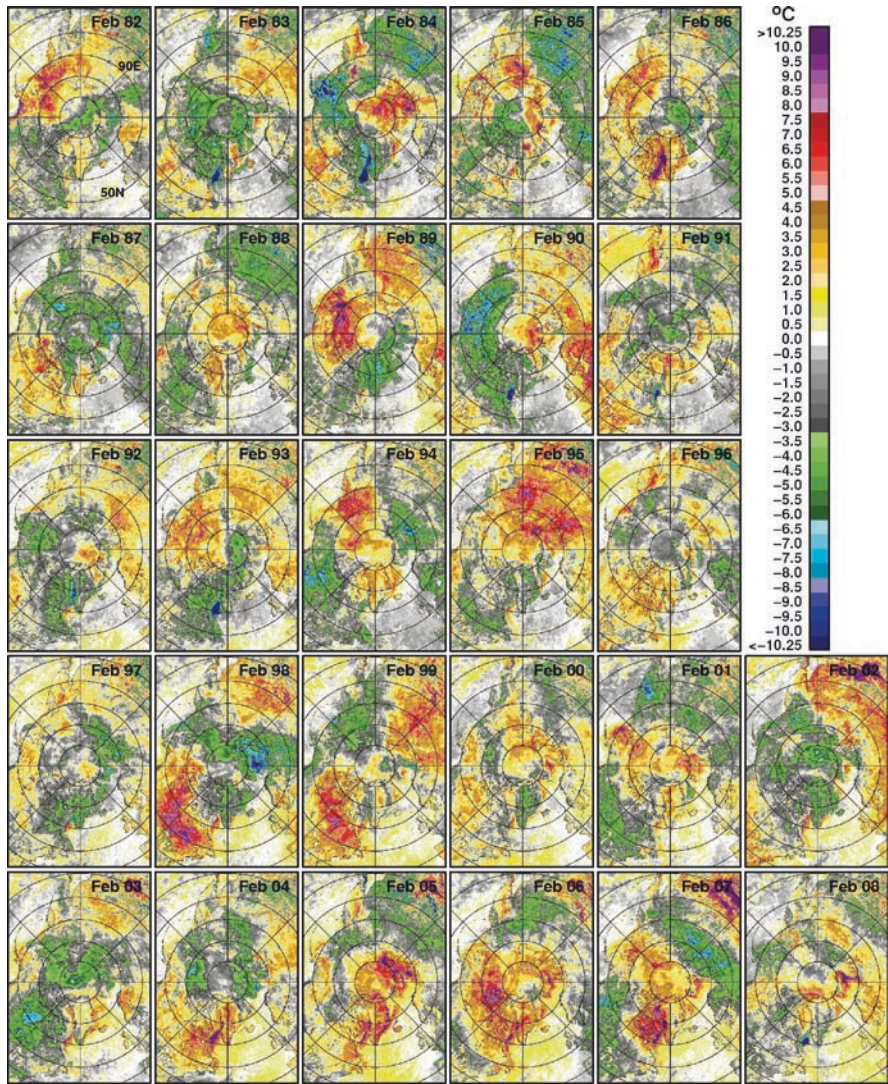 Feb 82
Feb 83
Feb 84
Feb 85
Feb 86
90E
50N
Feb 87
Feb 88
Feb 89
Feb 90
Feb 91
Feb 92
Feb 93
Feb 94
Feb 95
Feb 96
Feb 97
Feb 98
Feb 99
Feb 00
Feb 01
Feb 02
Feb 03
Feb 04
Feb 05
Feb 06
Feb 07
Feb 08
°C
>10.25
10.0
9.5
9.0
8.5
8.0
7.5
6.5
6.0
5.5
5.0
4.5
4.0
3.5
3.0
2.5
2.0
1.5
1.0
0.5
0.0
−0.5
−1.0
−1.5
−2.0
−2.5
−3.0
−3.5
−4.0
−4.5
−5.0
−5.5
−6.0
−6.5
−7.0
−7.5
−8.0
−8.5
−9.0
−9.5
−10.0
<−10.25